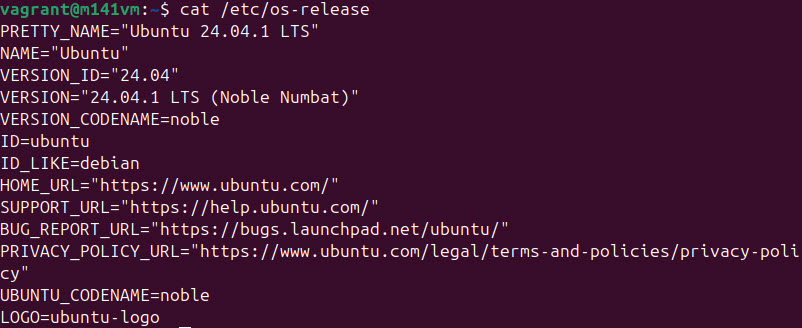 vagrant@m141vm:~$ cat /etc/os-release
PRETTY_NAME="Ubuntu 24.04.1 LTS"
NAME="Ubuntu"
VERSION_ID="24.04"
VERSION="24.04.1 LTS (Noble Numbat)"
VERSION_CODENAME=noble
ID=ubuntu
ID_LIKE=debian
HOME_URL="https://www.ubuntu.com/"
SUPPORT_URL="https://help.ubuntu.com/"
BUG_REPORT_URL="https://bugs.launchpad.net/ubuntu/"
PRIVACY_POLICY_URL="https://www.ubuntu.com/legal/terms-and-policies/privacy-poli
cy"
UBUNTU_CODENAME=noble
LOGO=ubuntu-logo